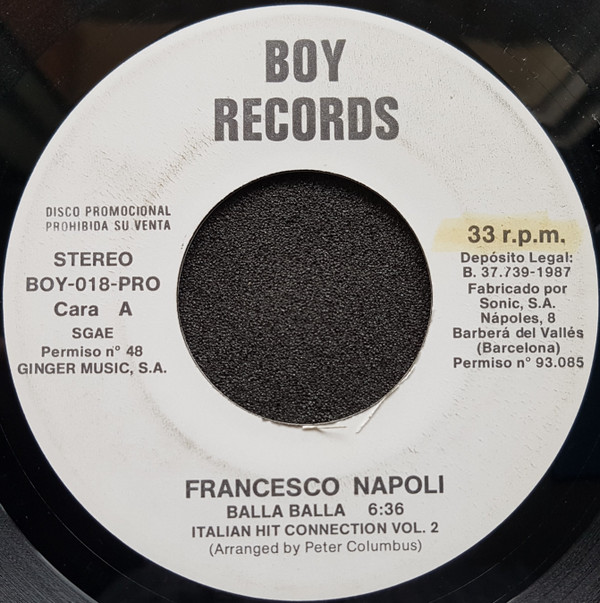 BOY
RECORDS
DISCO PROMOCIONAL
PROHIBIDA SU VENTA
STEREO
BOY-018-PRO
Cara A
SGAE
Permiso nº 48
GINGER MUSIC, S.A.
33 r.p.m.
Depósito Legal:
B. 37.739-1987
Fabricado por
Sonic, S.A.
Nápoles, 8
Barberá del Vallés
(Barcelona)
Permiso nº 93.085
FRANCESCO NAPOLI
BALLA BALLA 6:36
ITALIAN HIT CONNECTION VOL. 2
(Arranged by Peter Columbus)